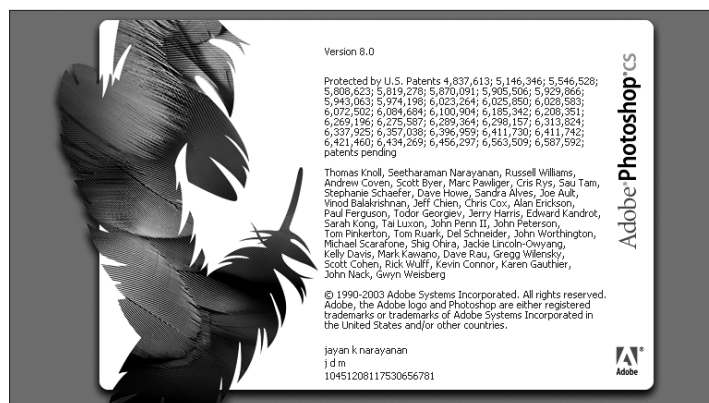 Version 8.0
Protected by U.S. Patents 4,837,613; 5,146,346; 5,546,528;
5,808,623; 5,819,278; 5,870,091; 5,905,506; 5,929,866;
5,943,063; 5,974,198; 6,023,264; 6,025,850; 6,028,583;
6,072,502; 6,084,684; 6,100,904; 6,185,342; 6,208,351;
6,269,196; 6,275,587; 6,289,364; 6,298,157; 6,313,824;
6,337,925; 6,357,038; 6,396,959; 6,411,730; 6,411,742;
6,421,460; 6,434,269; 6,456,297; 6,563,509; 6,587,592;
patents pending
Thomas Knoll, Seetharaman Narayanan, Russell Williams,
Andrew Coven, Scott Byer, Marc Pawliger, Cris Rys, Sau Tam,
Stephanie Schaefer, Dave Howe, Sandra Alves, Joe Ault,
Vinod Balakrishnan, Jeff Chien, Chris Cox, Alan Erickson,
Paul Ferguson, Todor Georgiev, Jerry Harris, Edward Kandrot,
Sarah Kong, Tai Luxon, John Penn II, John Peterson,
Tom Pinkerton, Tom Ruark, Del Schneider, John Worthington,
Michael Scarafone, Shig Ohira, Jackie Lincoln-Owyang,
Kelly Davis, Mark Kawano, Dave Rau, Gregg Wilensky,
Scott Cohen, Rick Wulff, Kevin Connor, Karen Gauthier,
John Nack, Gwyn Weisberg
© 1990-2003 Adobe Systems Incorporated. All rights reserved.
Adobe, the Adobe logo and Photoshop are either registered
trademarks or trademarks of Adobe Systems Incorporated in
the United States and/or other countries.
jayan k narayanan
j d m
10451208117530656781
Adobe® Photoshop® CS
Adobe